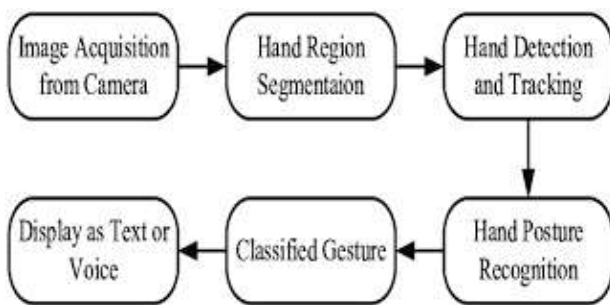 Image Acquisition
from Camera
Hand Region
Segmentaion
Hand Detection
and Tracking
Hand Posture
Recognition
Classified Gesture
Display as Text or
Voice